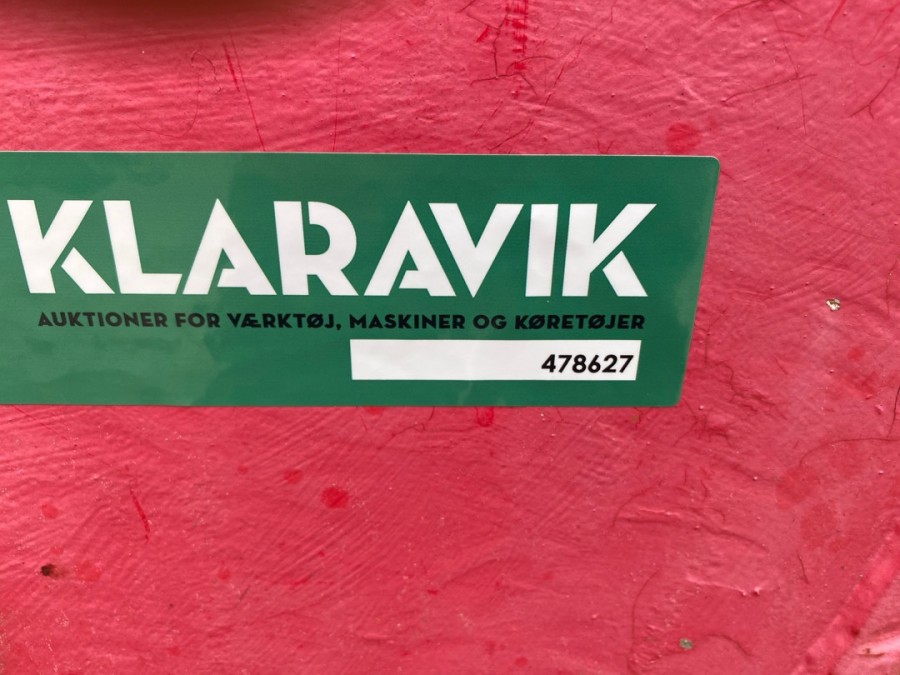 KLARAVIK
AUKTIONER FOR VÆRKTØJ, MASKINER OG KØRETØJER
478627